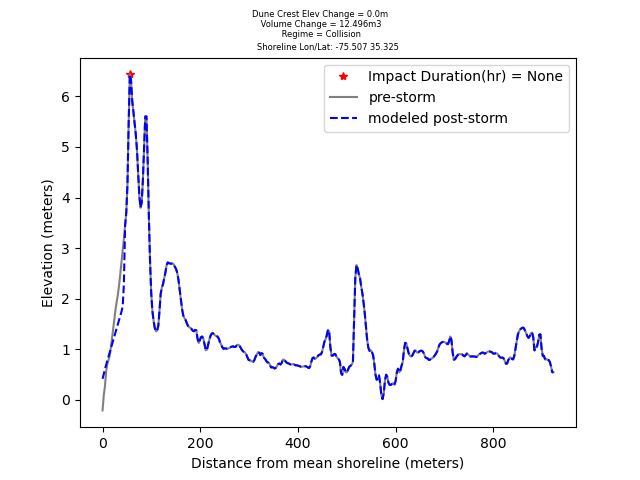 Dune Crest Elev Change = 0.0m
Volume Change = 12.496m3
Regime = Collision
Shoreline Lon/Lat: -75.507 35.325
Impact Duration(hr) = None
pre-storm
modeled post-storm
Elevation (meters)
6
5
4
3
2
1
0
0 200 400 600 800
Distance from mean shoreline (meters)